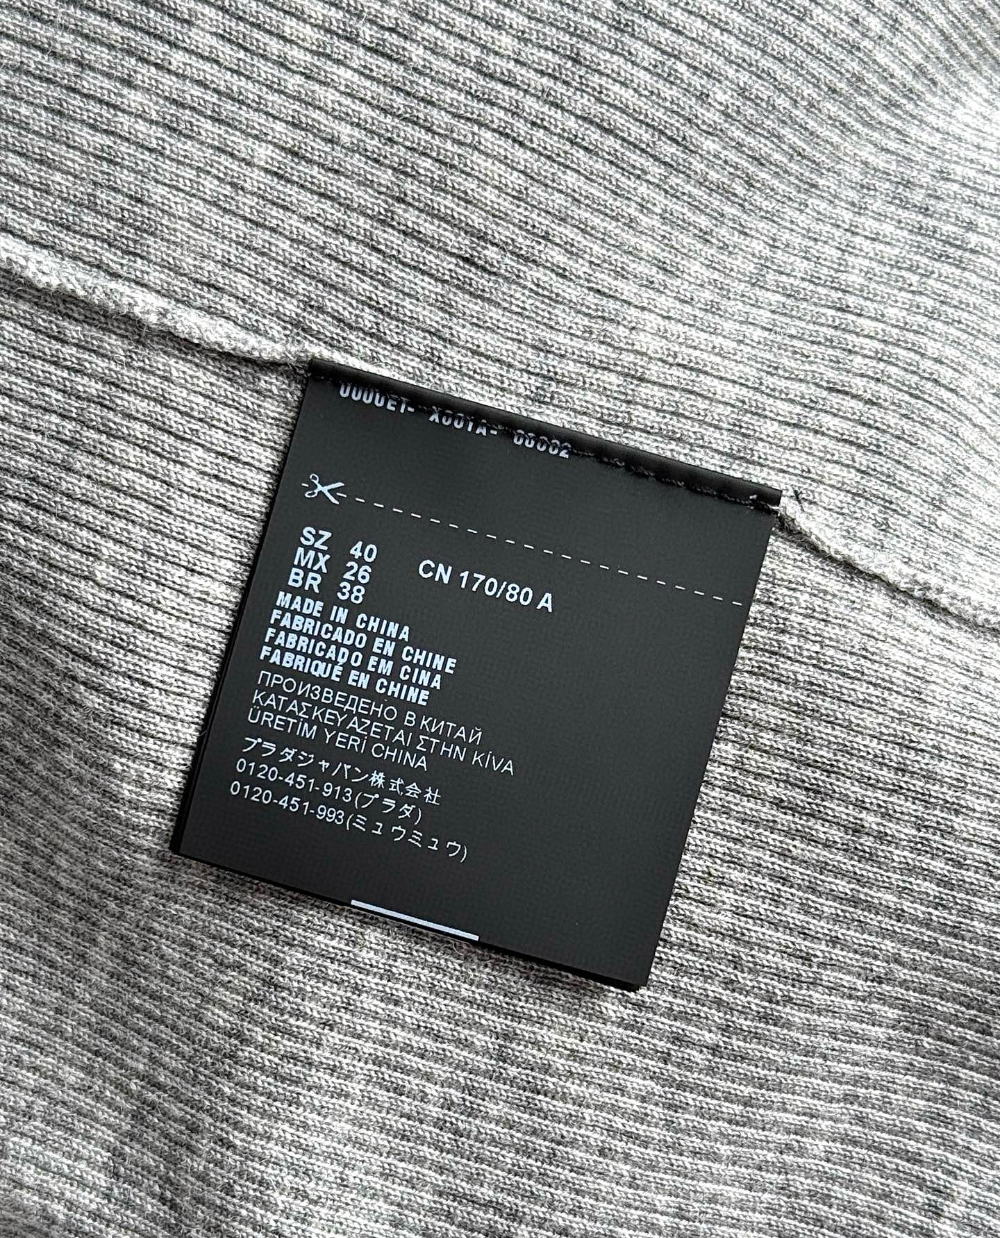 SZ 40
MX 26 CN 170/80 A
BR 38
MADE IN CHINA
FABRICADO EN CHINE
FABRICADO EM CINA
FABRIQUÉ EN CHINE
ПРОИЗВЕДЕНО В КИТАЙ
ΚΑΤΑΣΚΕΥΑΖΕΤΑΙ ΣΤΗΝ ΚΊΝΑ
ÜRETİM YERİ CHINA
プラダジャパン株式会社
0120-451-913(プラダ)
0120-451-993(ミュウミュウ)